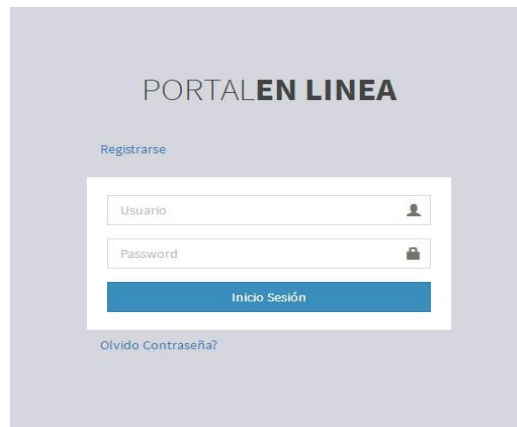 PORTALEN LINEA
Registrarse
Usuario
Password
Inicio Sesión
Olvido Contraseña?